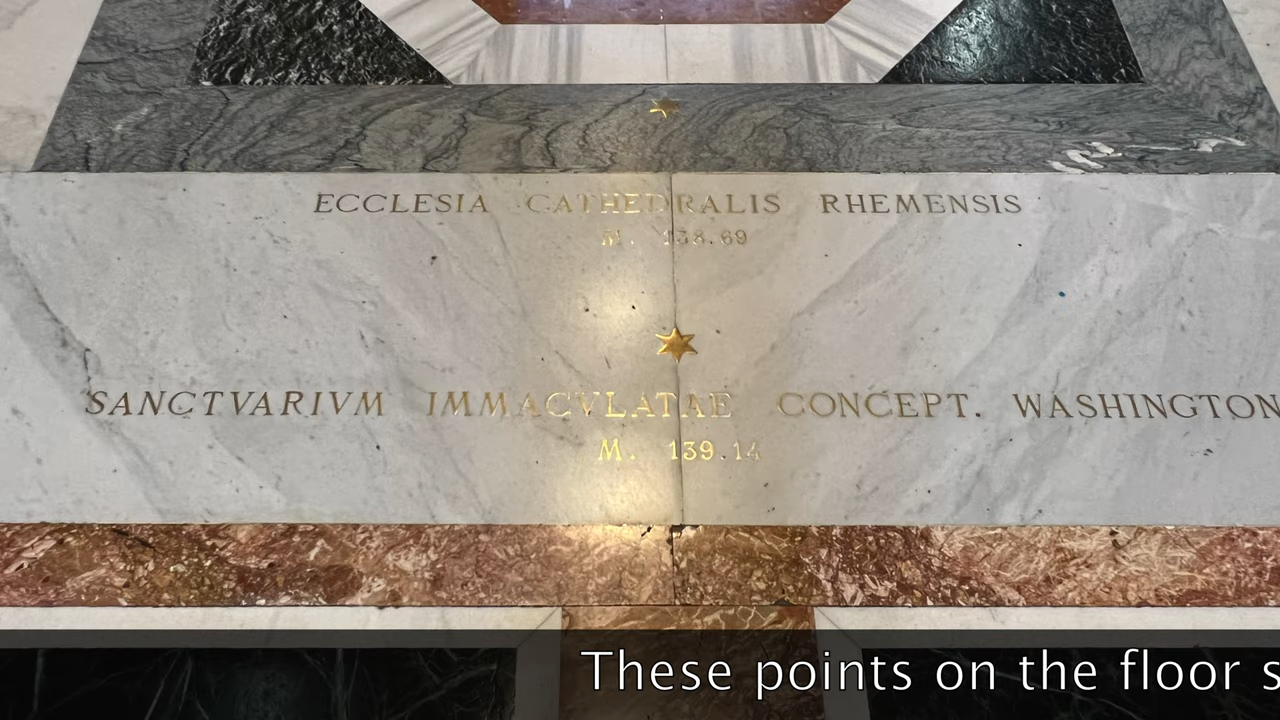 ECCLESIA CATHEDRALIS RHEMENSIS
M. 138.69
SANCTVARIVM IMMACVLATAE CONCEPT. WASHINGTON
M. 139.14
These points on the floor s